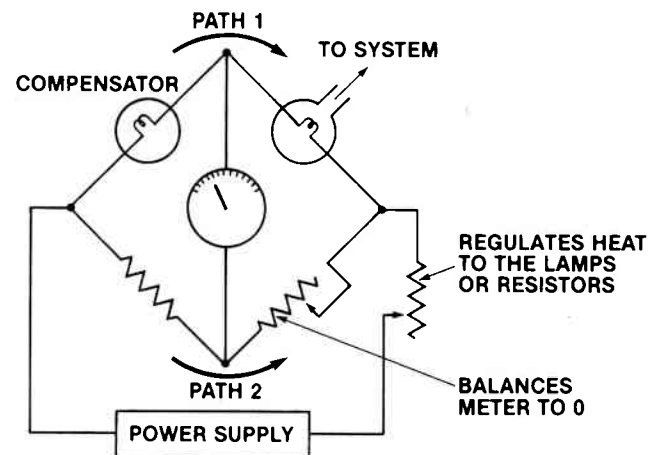 PATH 1
TO SYSTEM
COMPENSATOR
REGULATES HEAT
TO THE LAMPS
OR RESISTORS
PATH 2
BALANCES
METER TO 0
POWER SUPPLY